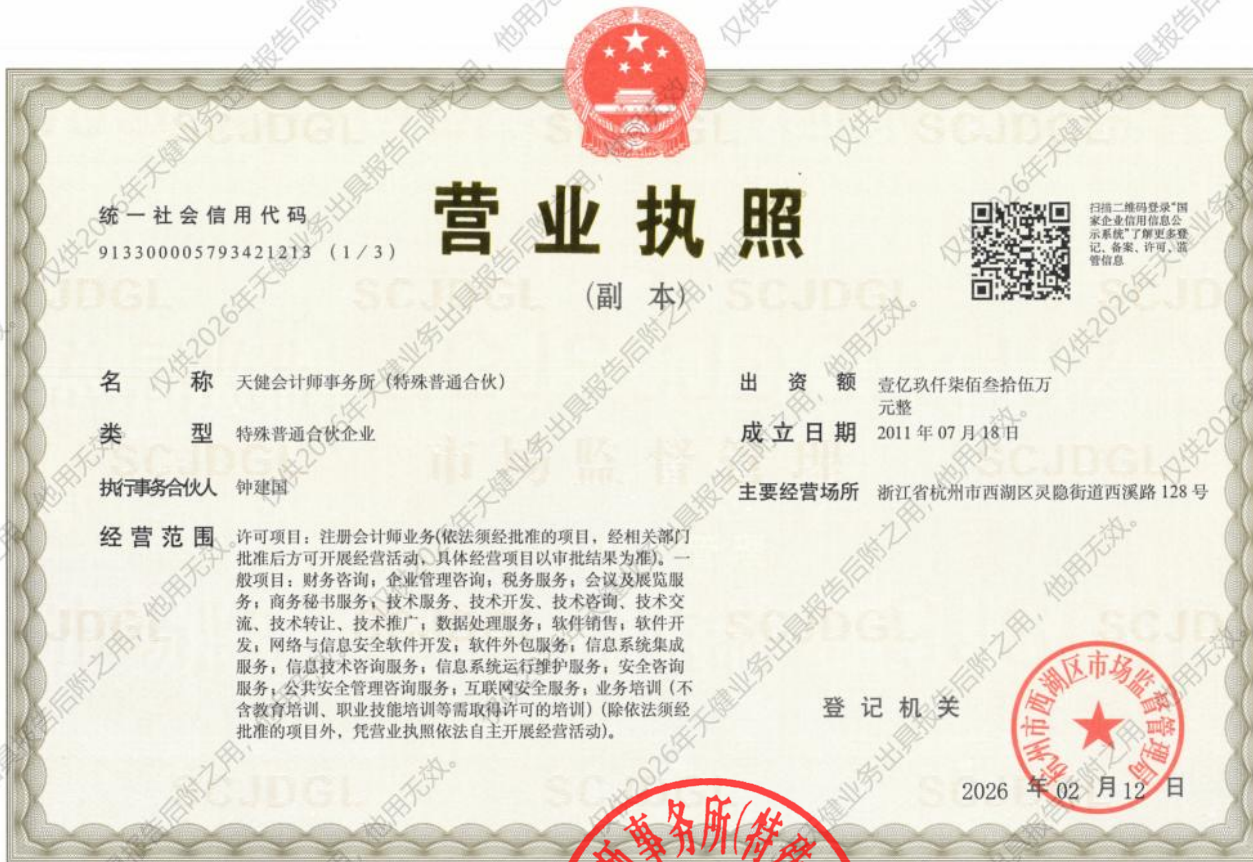 营业执照
(副 本)
统一社会信用代码
913300005793421213 (1/3)
扫描二维码登录“国
家企业信用信息公
示系统”了解更多登
记、备案、许可、监
管信息
名 称 天健会计师事务所(特殊普通合伙)
类 型 特殊普通合伙企业
执行事务合伙人 钟建国
经营范围 许可项目:注册会计师业务(依法须经批准的项目,经相关部门
批准后方可开展经营活动,具体经营项目以审批结果为准)。一
般项目:财务咨询;企业管理咨询;税务服务;会议及展览服
务;商务秘书服务;技术服务、技术开发、技术咨询、技术交
流、技术转让、技术推广;数据处理服务;软件销售;软件开
发;网络与信息安全软件开发;软件外包服务;信息系统集成
服务;信息技术咨询服务;信息系统运行维护服务;安全咨询
服务;公共安全管理咨询服务;互联网安全服务;业务培训(不
含教育培训、职业技能培训等需取得许可的培训)(除依法须经
批准的项目外,凭营业执照依法自主开展经营活动)。
出 资 额 壹亿玖仟柒佰叁拾伍万
元整
成立日期 2011年07月18日
主要经营场所 浙江省杭州市西湖区灵隐街道西溪路128号
登记机关
杭州市西湖区市场监督管理局
2026 年 02 月 12 日
事务所(特殊
仅供2026年天健业务出具报告后附之用,他用无效。
SCJDGL
市场监督管理